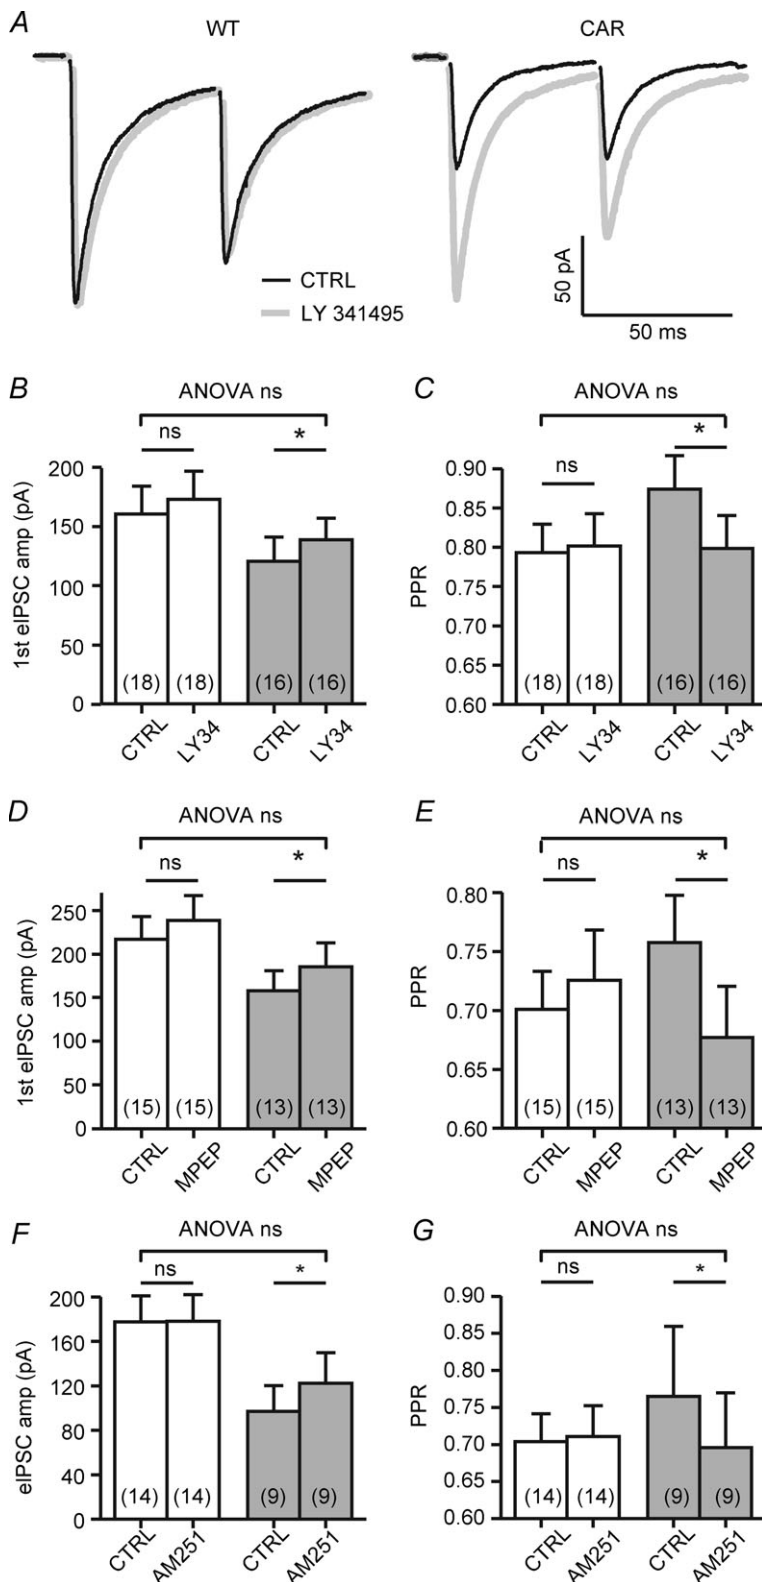 A
WT
CAR
CTRL
LY 341495
50 pA
50 ms
B
ANOVA ns
ns
*
200
150
100
50
0
1st eIPSC amp (pA)
(18)
(18)
(16)
(16)
CTRL
LY34
CTRL
LY34
C
ANOVA ns
ns
*
0.90
0.85
0.80
0.75
0.70
0.65
0.60
PPR
(18)
(18)
(16)
(16)
CTRL
LY34
CTRL
LY34
D
ANOVA ns
ns
*
250
200
150
100
50
0
1st eIPSC amp (pA)
(15)
(15)
(13)
(13)
CTRL
MPEP
CTRL
MPEP
E
ANOVA ns
ns
*
0.80
0.75
0.70
0.65
0.60
PPR
(15)
(15)
(13)
(13)
CTRL
MPEP
CTRL
MPEP
F
ANOVA ns
ns
*
200
160
120
80
40
0
eIPSC amp (pA)
(14)
(14)
(9)
(9)
CTRL
AM251
CTRL
AM251
G
ANOVA ns
ns
*
0.90
0.85
0.80
0.75
0.70
0.65
0.60
PPR
(14)
(14)
(9)
(9)
CTRL
AM251
CTRL
AM251